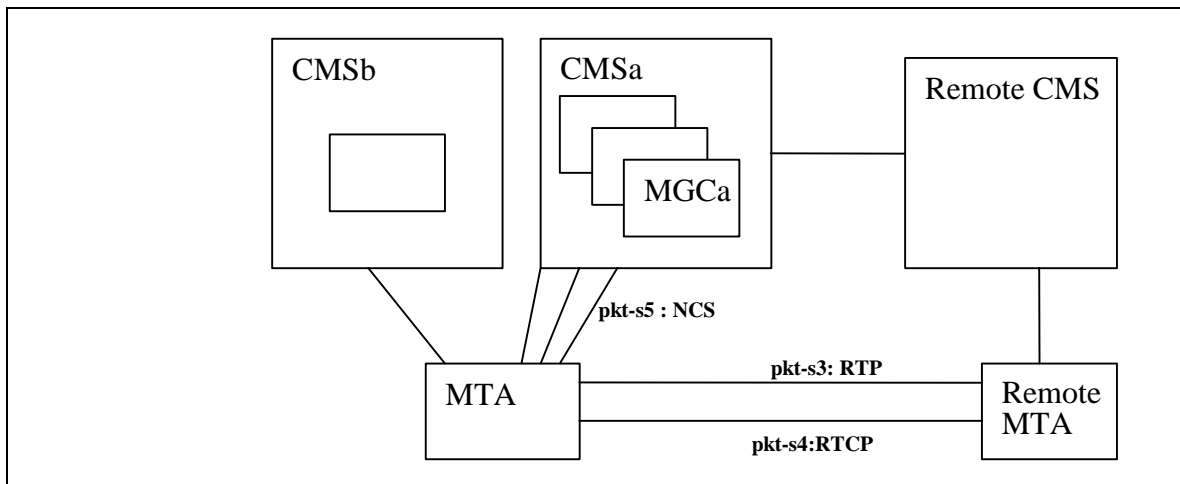 CMSb
CMSa
Remote CMS
MGCa
pkt-s5 : NCS
MTA
pkt-s3: RTP
Remote
MTA
pkt-s4:RTCP